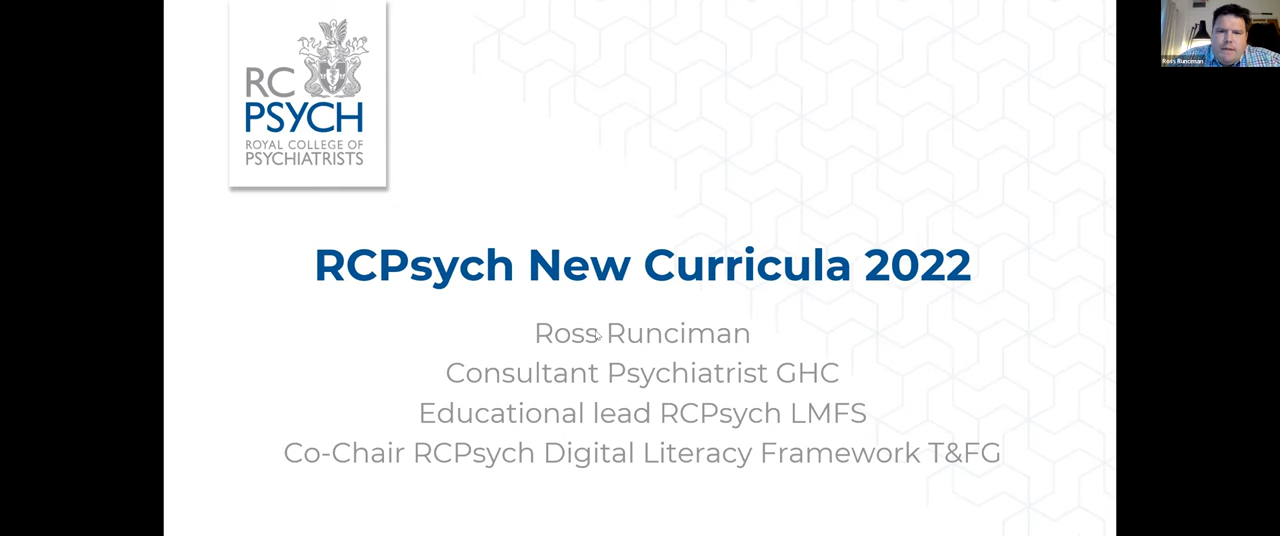 RC
PSYCH
ROYAL COLLEGE OF
PSYCHIATRISTS
Ross Runciman
RCPsych New Curricula 2022
Ross Runciman
Consultant Psychiatrist GHC
Educational lead RCPsych LMFS
Co-Chair RCPsych Digital Literacy Framework T&FG